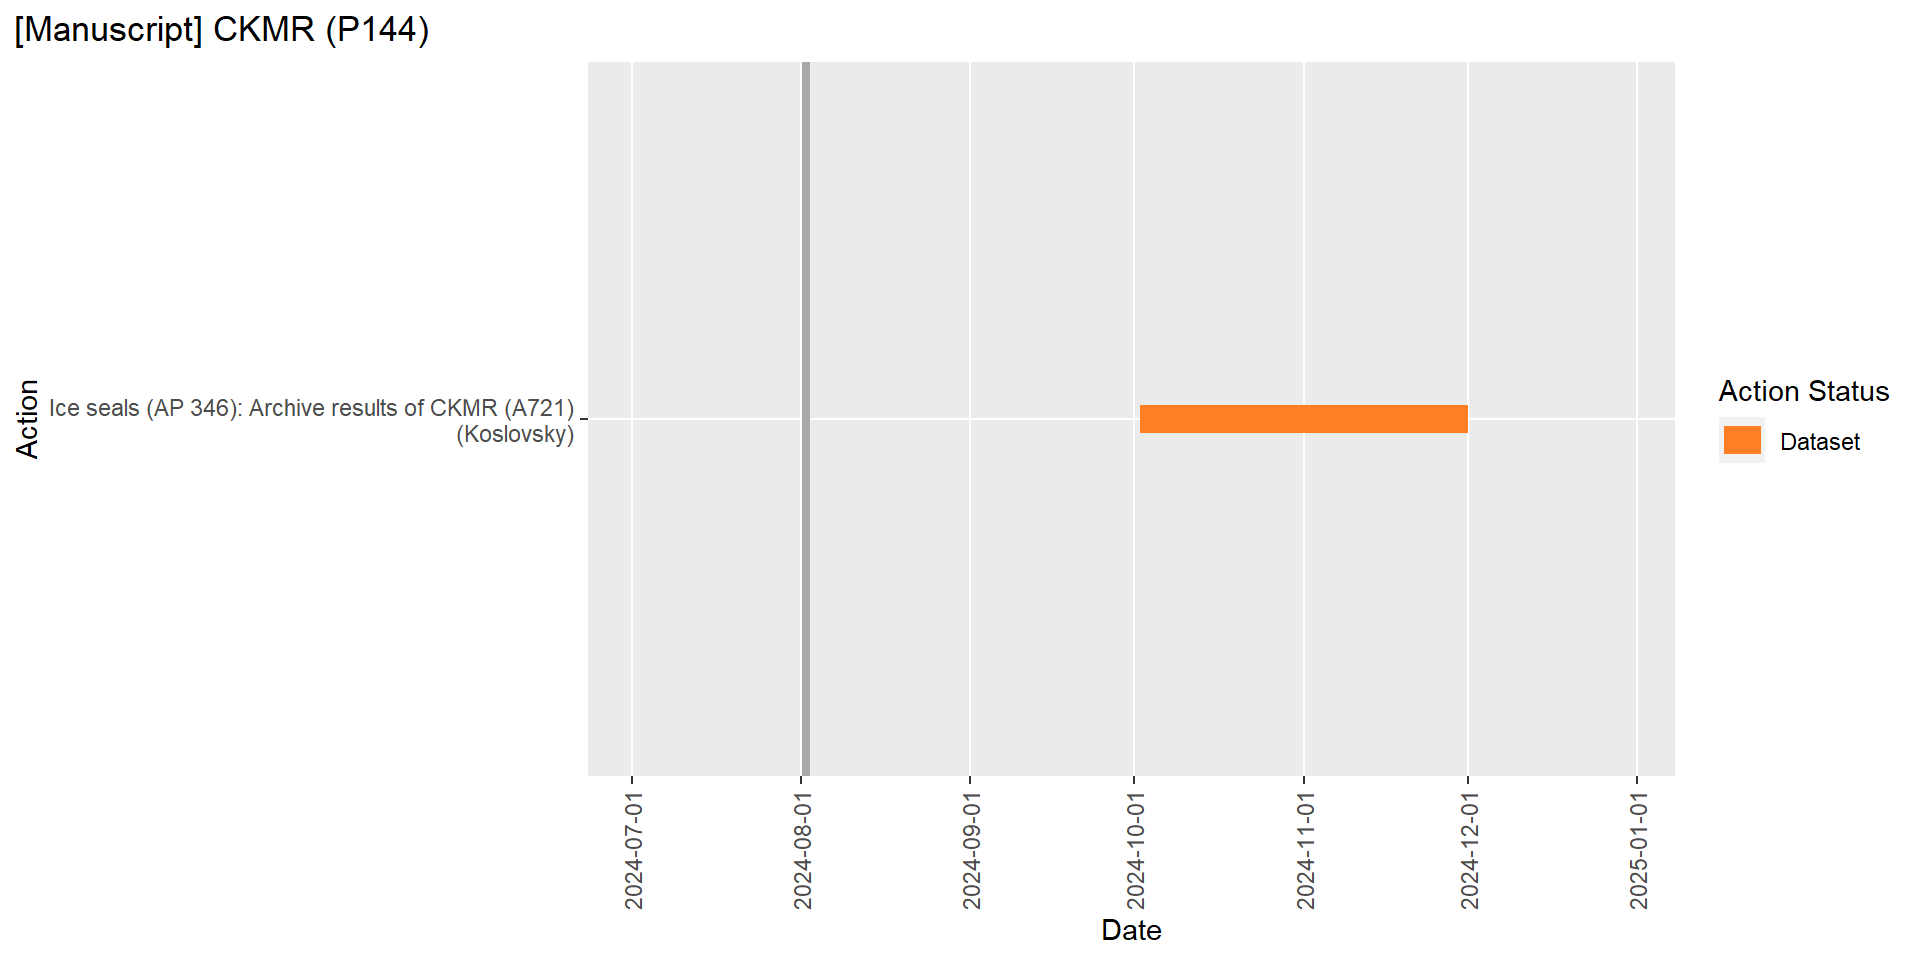 [Manuscript] CKMR (P144)
Action
Ice seals (AP 346): Archive results of CKMR (A721)
(Koslovsky)
2024-07-01
2024-08-01
2024-09-01
2024-10-01
2024-11-01
2024-12-01
2025-01-01
Date
Action Status
Dataset